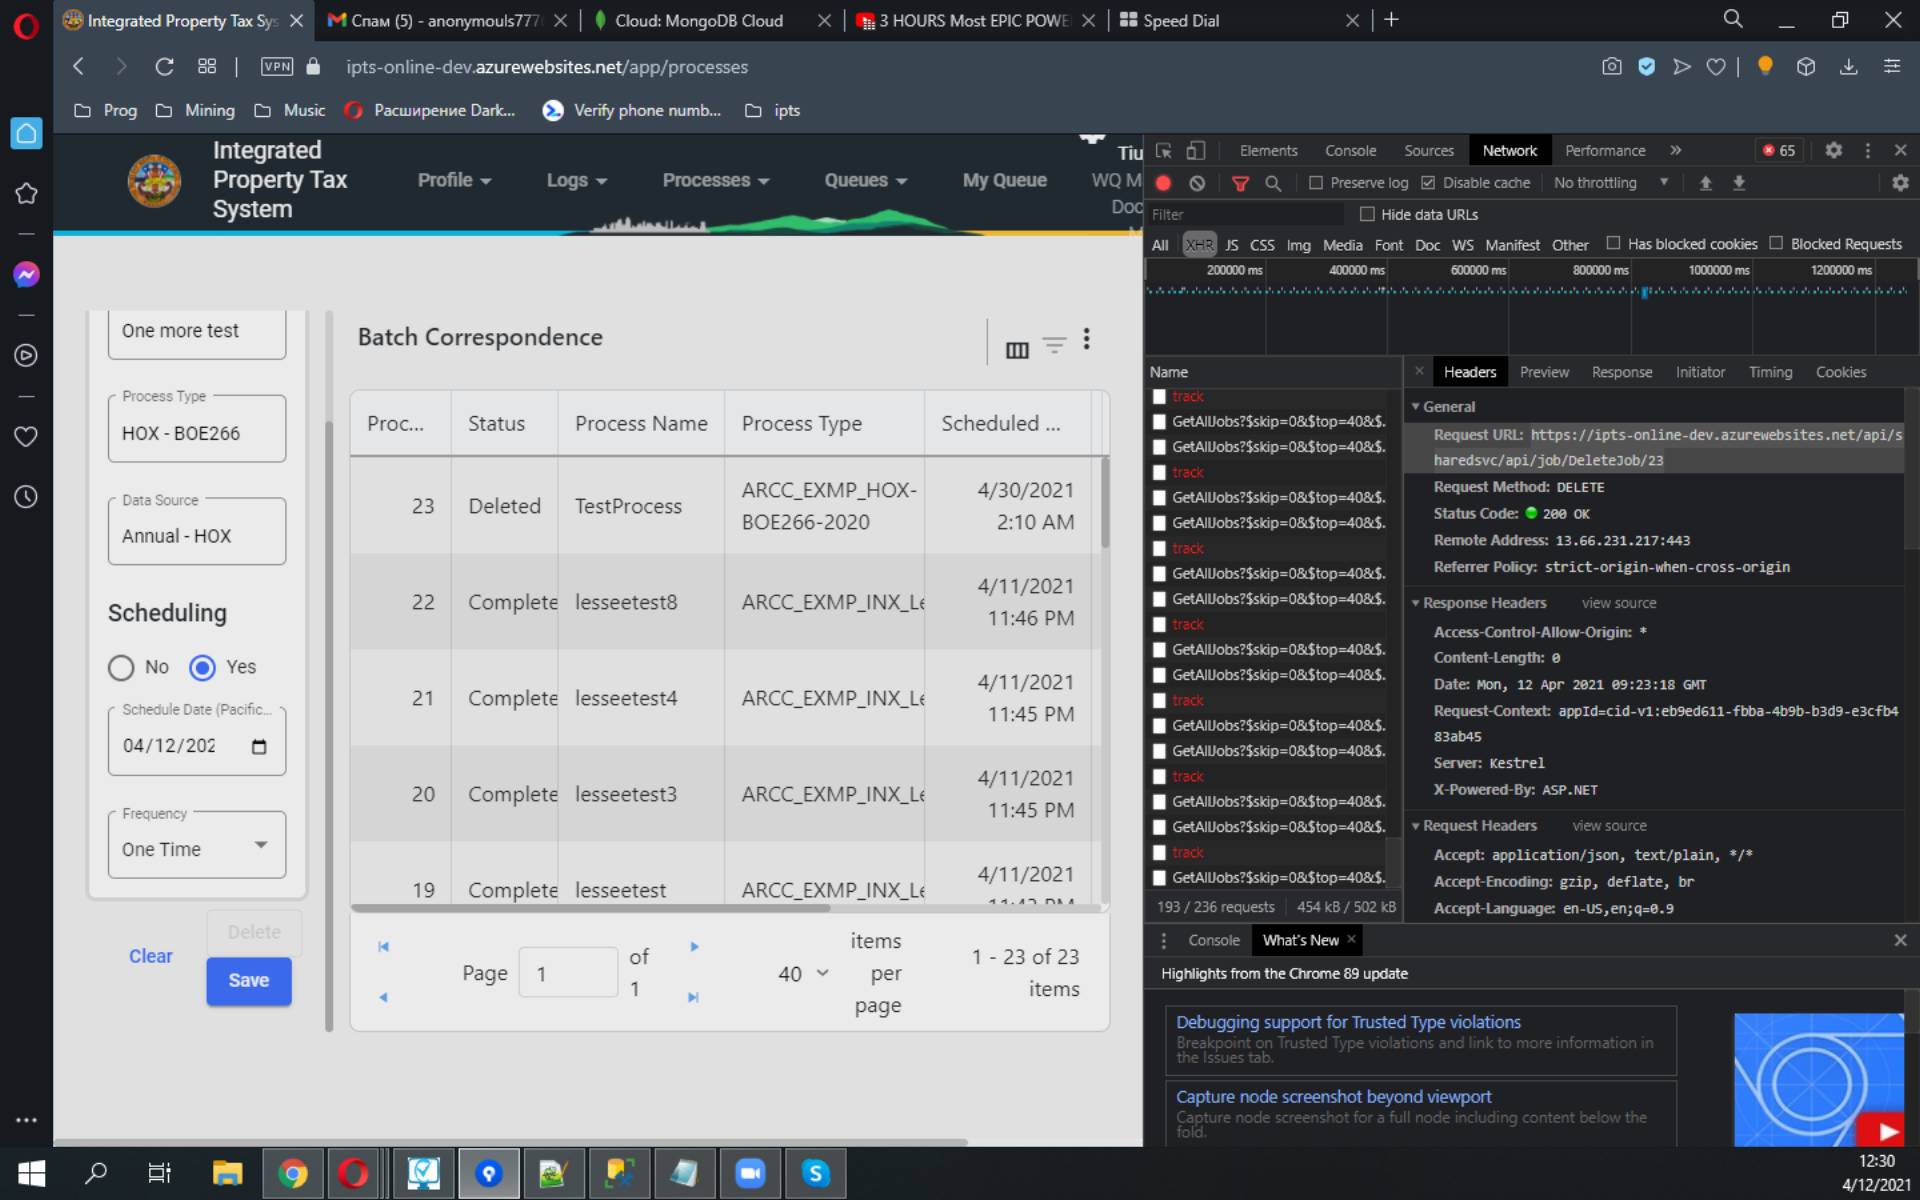 Integrated Property Tax Sys
Спам (5) - anonymouls777
Cloud: MongoDB Cloud
3 HOURS Most EPIC POWE
Speed Dial
VPN
ipts-online-dev.azurewebsites.net/app/processes
Prog
Mining
Music
Расширение Dark...
Verify phone numb...
ipts
Integrated
Property Tax
System
Profile
Logs
Processes
Queues
My Queue
Tiu
WQ M
Doc
One more test
Process Type
HOX - BOE266
Data Source
Annual - HOX
Scheduling
No
Yes
Schedule Date (Pacific...
04/12/202
Frequency
One Time
Clear
Delete
Save
Batch Correspondence
Proc...
Status
Process Name
Process Type
Scheduled ...
23
Deleted
TestProcess
ARCC_EXMP_HOX-
BOE266-2020
4/30/2021
2:10 AM
22
Complete
lesseetest8
ARCC_EXMP_INX_Le
4/11/2021
11:46 PM
21
Complete
lesseetest4
ARCC_EXMP_INX_Le
4/11/2021
11:45 PM
20
Complete
lesseetest3
ARCC_EXMP_INX_Le
4/11/2021
11:45 PM
19
Complete
lesseetest
ARCC_EXMP_INX_Le
4/11/2021
Page
1
of
1
40
items
per
page
1 - 23 of 23
items
Elements
Console
Sources
Network
Performance
65
Preserve log
Disable cache
No throttling
Filter
Hide data URLs
All
XHR
JS
CSS
Img
Media
Font
Doc
WS
Manifest
Other
Has blocked cookies
Blocked Requests
200000 ms
400000 ms
600000 ms
800000 ms
1000000 ms
1200000 ms
Name
track
GetAllJobs?$skip=0&$top=40&$.
GetAllJobs?$skip=0&$top=40&$.
track
GetAllJobs?$skip=0&$top=40&$.
GetAllJobs?$skip=0&$top=40&$.
track
GetAllJobs?$skip=0&$top=40&$.
GetAllJobs?$skip=0&$top=40&$.
track
GetAllJobs?$skip=0&$top=40&$.
GetAllJobs?$skip=0&$top=40&$.
track
GetAllJobs?$skip=0&$top=40&$.
GetAllJobs?$skip=0&$top=40&$.
track
GetAllJobs?$skip=0&$top=40&$.
GetAllJobs?$skip=0&$top=40&$.
track
GetAllJobs?$skip=0&$top=40&$.
193 / 236 requests
454 kB / 502 kB
Headers
Preview
Response
Initiator
Timing
Cookies
General
Request URL: https://ipts-online-dev.azurewebsites.net/api/s
haredsvc/api/job/DeleteJob/23
Request Method: DELETE
Status Code: 200 OK
Remote Address: 13.66.231.217:443
Referrer Policy: strict-origin-when-cross-origin
Response Headers
view source
Access-Control-Allow-Origin: *
Content-Length: 0
Date: Mon, 12 Apr 2021 09:23:18 GMT
Request-Context: appId=cid-v1:eb9ed611-fbba-4b9b-b3d9-e3cfb4
83ab45
Server: Kestrel
X-Powered-By: ASP.NET
Request Headers
view source
Accept: application/json, text/plain, */*
Accept-Encoding: gzip, deflate, br
Accept-Language: en-US,en;q=0.9
Console
What's New
Highlights from the Chrome 89 update
Debugging support for Trusted Type violations
Breakpoint on Trusted Type violations and link to more information in
the Issues tab.
Capture node screenshot beyond viewport
Capture node screenshot for a full node including content below the
fold.
12:30
4/12/2021